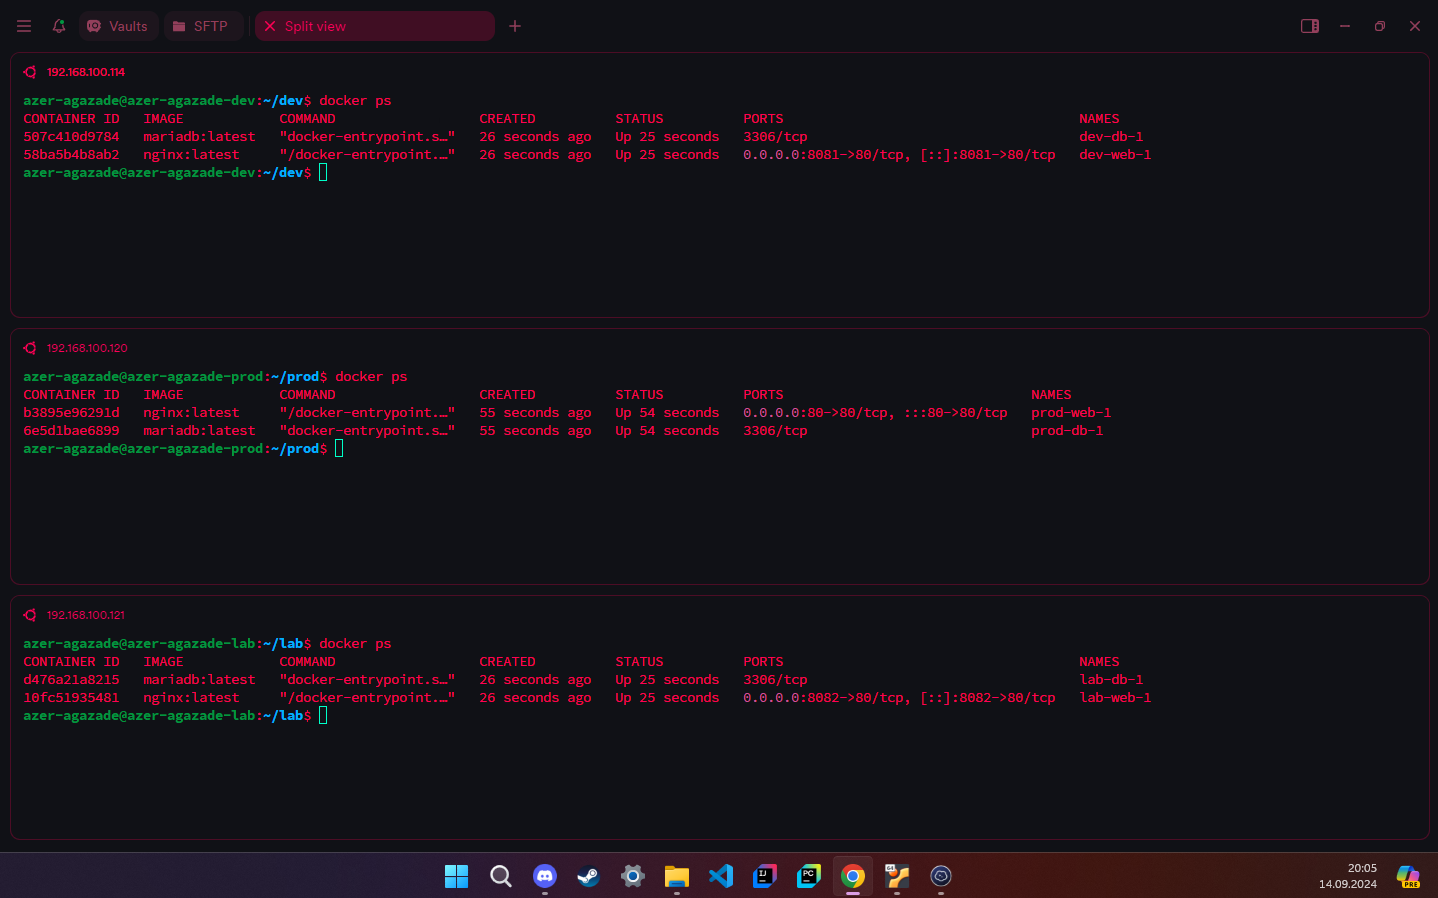 Vaults
SFTP
Split view
192.168.100.114
azer-agazade@azer-agazade-dev:~/dev$ docker ps
CONTAINER ID   IMAGE            COMMAND                  CREATED          STATUS          PORTS                                     NAMES
507c410d9784   mariadb:latest   "docker-entrypoint.s…"   26 seconds ago   Up 25 seconds   3306/tcp                                  dev-db-1
58ba5b4b8ab2   nginx:latest     "/docker-entrypoint.…"   26 seconds ago   Up 25 seconds   0.0.0.0:8081->80/tcp, [::]:8081->80/tcp   dev-web-1
azer-agazade@azer-agazade-dev:~/dev$
192.168.100.120
azer-agazade@azer-agazade-prod:~/prod$ docker ps
CONTAINER ID   IMAGE            COMMAND                  CREATED          STATUS          PORTS                               NAMES
b3895e96291d   nginx:latest     "/docker-entrypoint.…"   55 seconds ago   Up 54 seconds   0.0.0.0:80->80/tcp, :::80->80/tcp   prod-web-1
6e5d1bae6899   mariadb:latest   "docker-entrypoint.s…"   55 seconds ago   Up 54 seconds   3306/tcp                            prod-db-1
azer-agazade@azer-agazade-prod:~/prod$
192.168.100.121
azer-agazade@azer-agazade-lab:~/lab$ docker ps
CONTAINER ID   IMAGE            COMMAND                  CREATED          STATUS          PORTS                                     NAMES
d476a21a8215   mariadb:latest   "docker-entrypoint.s…"   26 seconds ago   Up 25 seconds   3306/tcp                                  lab-db-1
10fc51935481   nginx:latest     "/docker-entrypoint.…"   26 seconds ago   Up 25 seconds   0.0.0.0:8082->80/tcp, [::]:8082->80/tcp   lab-web-1
azer-agazade@azer-agazade-lab:~/lab$
IJ
PC
64
20:05
14.09.2024
PRE